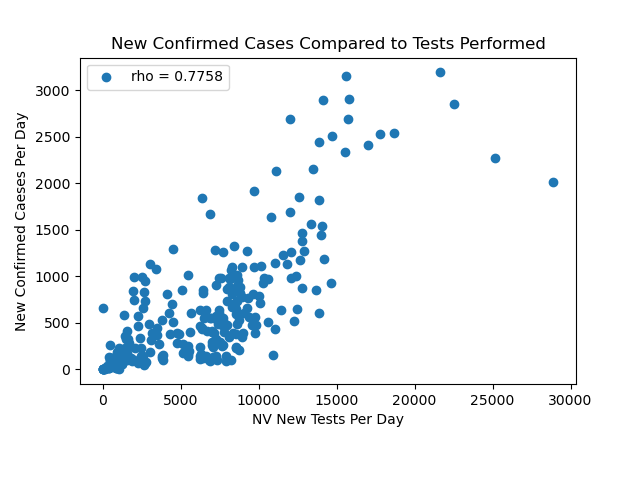 New Confirmed Cases Compared to Tests Performed
rho = 0.7758
New Confirmed Caeses Per Day
3000
2500
2000
1500
1000
500
0
0 5000 10000 15000 20000 25000 30000
NV New Tests Per Day